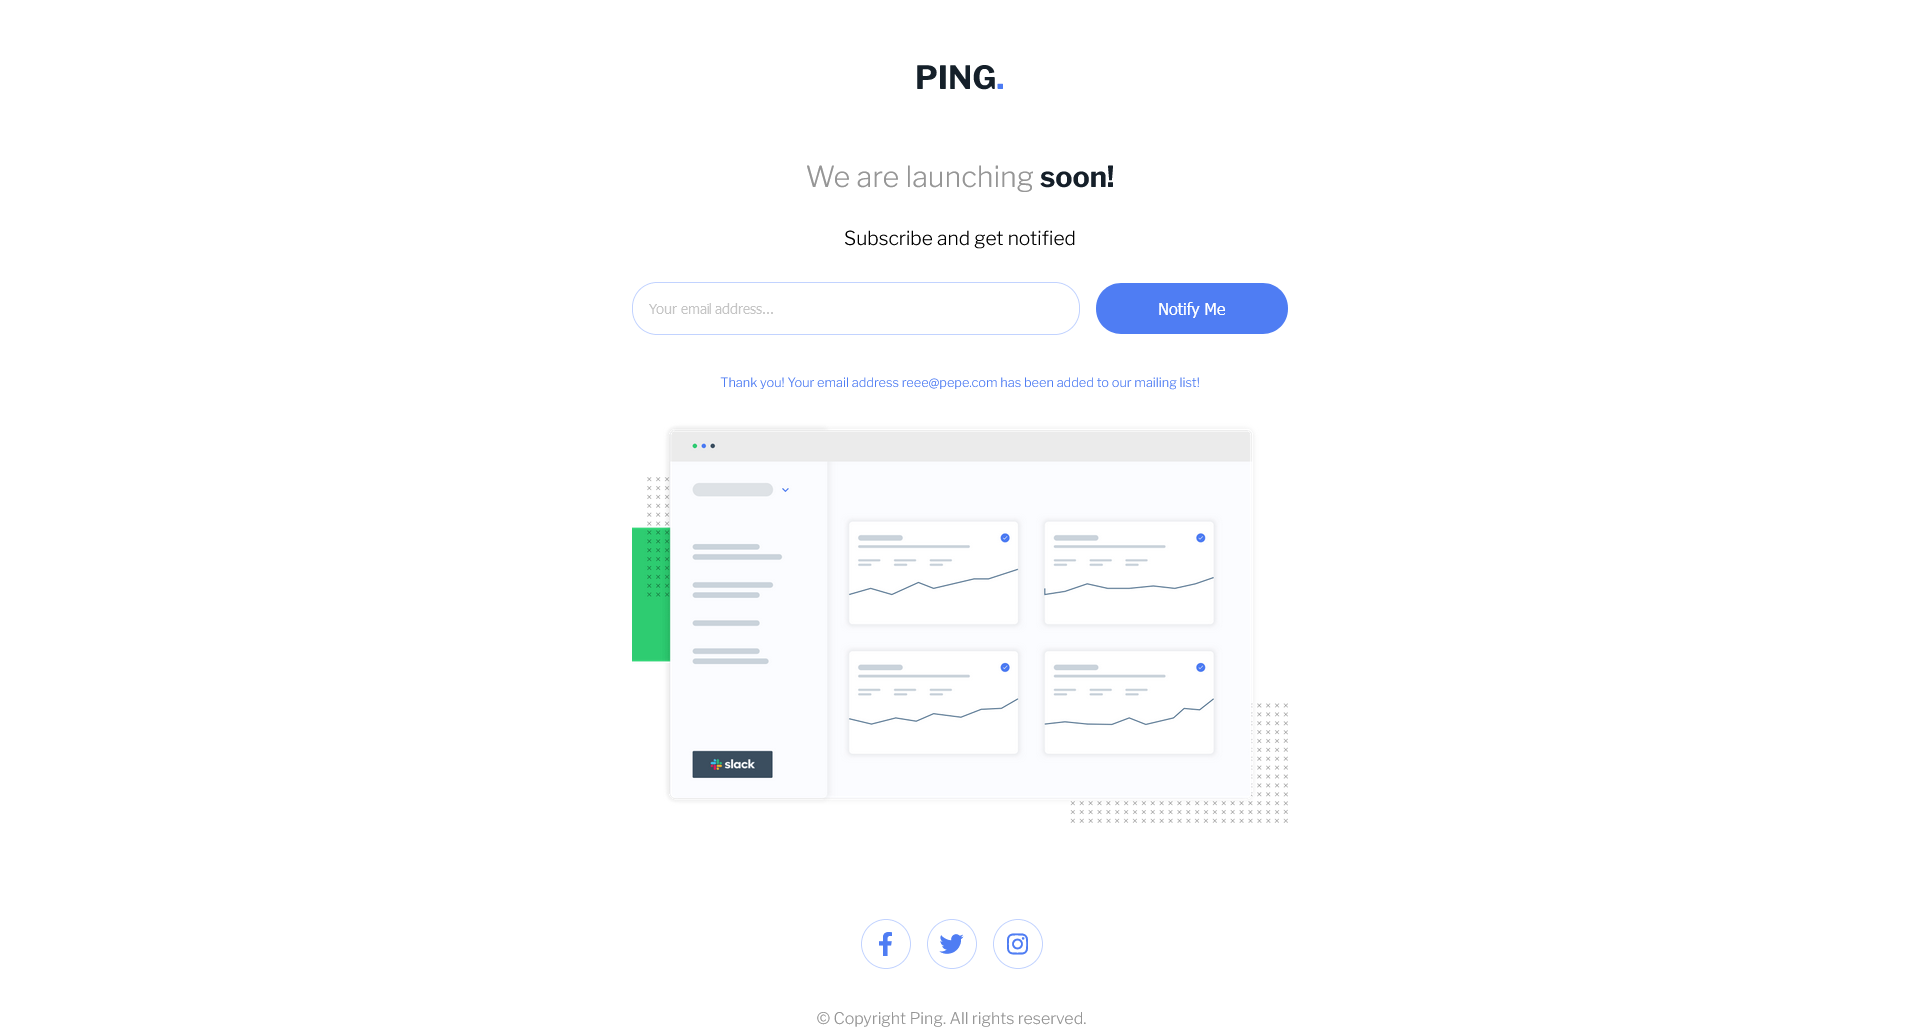 PING.
We are launching soon!
Subscribe and get notified
Your email address...
Notify Me
Thank you! Your email address reee@pepe.com has been added to our mailing list!
slack
© Copyright Ping. All rights reserved.